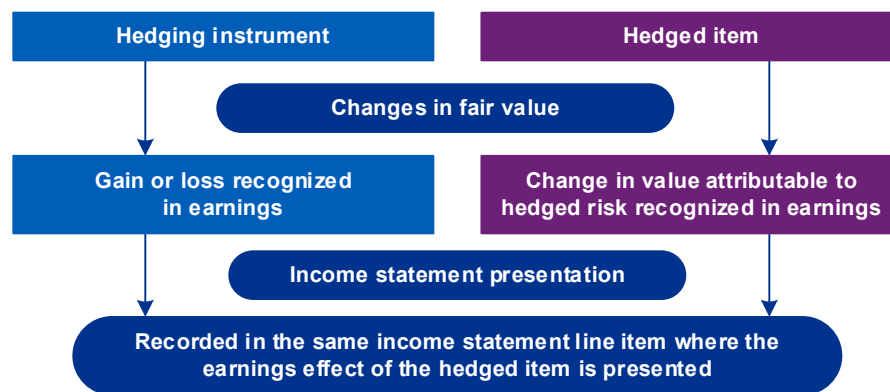 Hedging instrument
Hedged item
Changes in fair value
Gain or loss recognized
in earnings
Change in value attributable to
hedged risk recognized in earnings
Income statement presentation
Recorded in the same income statement line item where the
earnings effect of the hedged item is presented